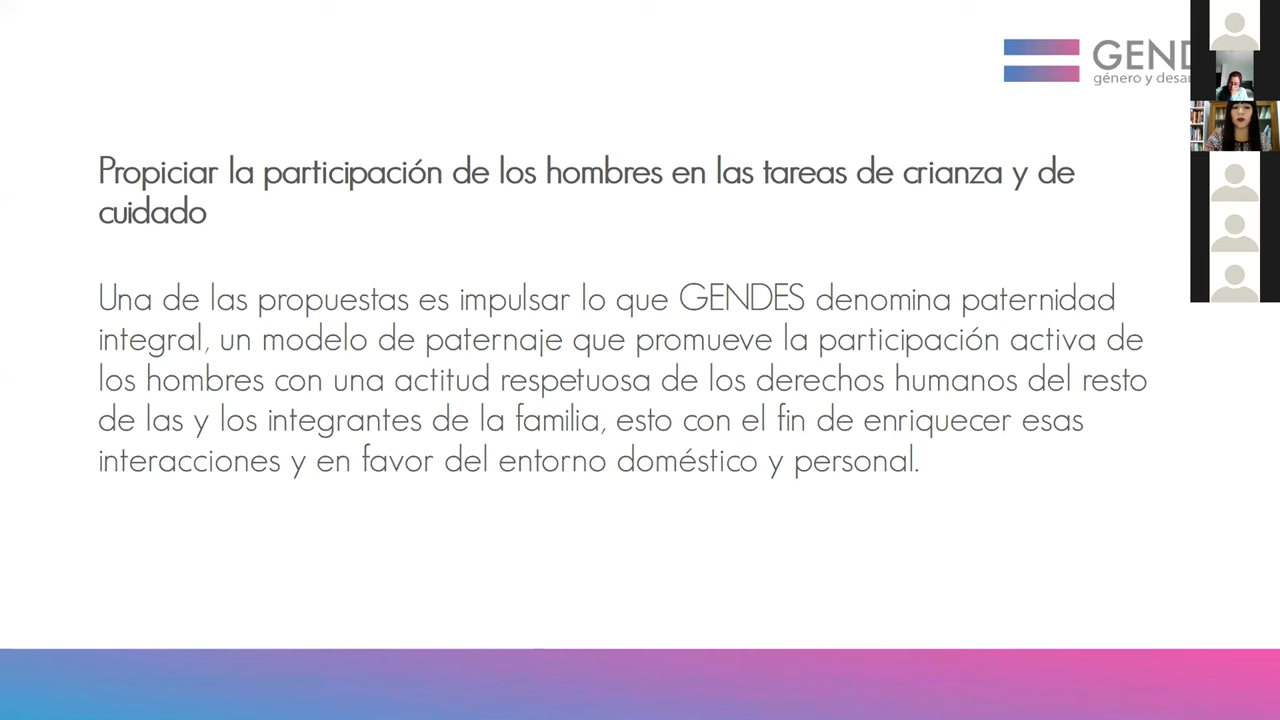 Propiciar la participación de los hombres en las tareas de crianza y de
cuidado
Una de las propuestas es impulsar lo que GENDES denomina paternidad
integral, un modelo de paternaje que promueve la participación activa de
los hombres con una actitud respetuosa de los derechos humanos del resto
de las y los integrantes de la familia, esto con el fin de enriquecer esas
interacciones y en favor del entorno doméstico y personal.
género y